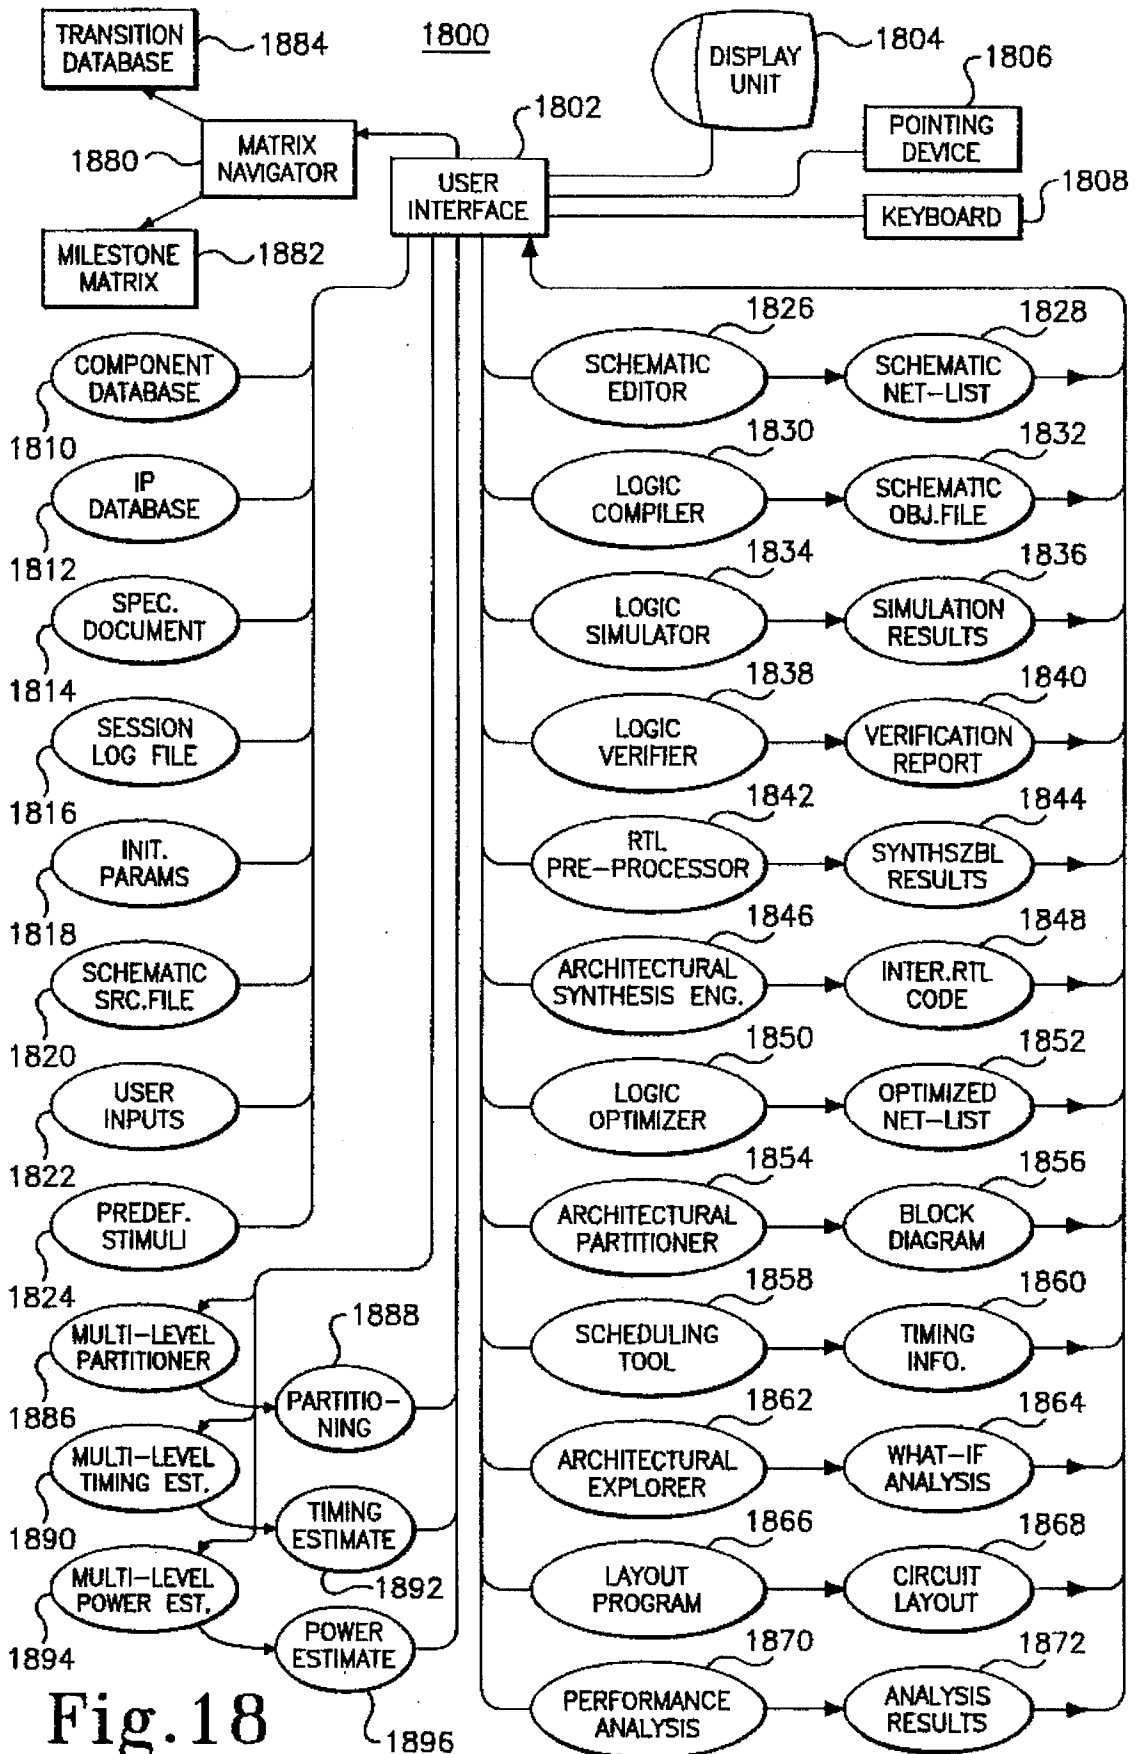 TRANSITION
DATABASE
1884
1800
DISPLAY
UNIT
1804
1806
POINTING
DEVICE
MATRIX
NAVIGATOR
1880
1802
USER
INTERFACE
1808
KEYBOARD
MILESTONE
MATRIX
1882
COMPONENT
DATABASE
1810
IP
DATABASE
1812
SPEC.
DOCUMENT
1814
SESSION
LOG FILE
1816
INIT.
PARAMS
1818
SCHEMATIC
SRC.FILE
1820
USER
INPUTS
1822
PREDEF.
STIMULI
1824
MULTI-LEVEL
PARTITIONER
1886
1888
PARTITIO-
NING
MULTI-LEVEL
TIMING EST.
1890
TIMING
ESTIMATE
1892
MULTI-LEVEL
POWER EST.
1894
POWER
ESTIMATE
1896
1826
SCHEMATIC
EDITOR
1828
SCHEMATIC
NET-LIST
1830
LOGIC
COMPILER
1832
SCHEMATIC
OBJ.FILE
1834
LOGIC
SIMULATOR
1836
SIMULATION
RESULTS
1838
LOGIC
VERIFIER
1840
VERIFICATION
REPORT
1842
RTL
PRE-PROCESSOR
1844
SYNTHSZBL
RESULTS
1846
ARCHITECTURAL
SYNTHESIS ENG.
1848
INTER.RTL
CODE
1850
LOGIC
OPTIMIZER
1852
OPTIMIZED
NET-LIST
1854
ARCHITECTURAL
PARTITIONER
1856
BLOCK
DIAGRAM
1858
SCHEDULING
TOOL
1860
TIMING
INFO.
1862
ARCHITECTURAL
EXPLORER
1864
WHAT-IF
ANALYSIS
1866
LAYOUT
PROGRAM
1868
CIRCUIT
LAYOUT
1870
PERFORMANCE
ANALYSIS
1872
ANALYSIS
RESULTS
Fig.18